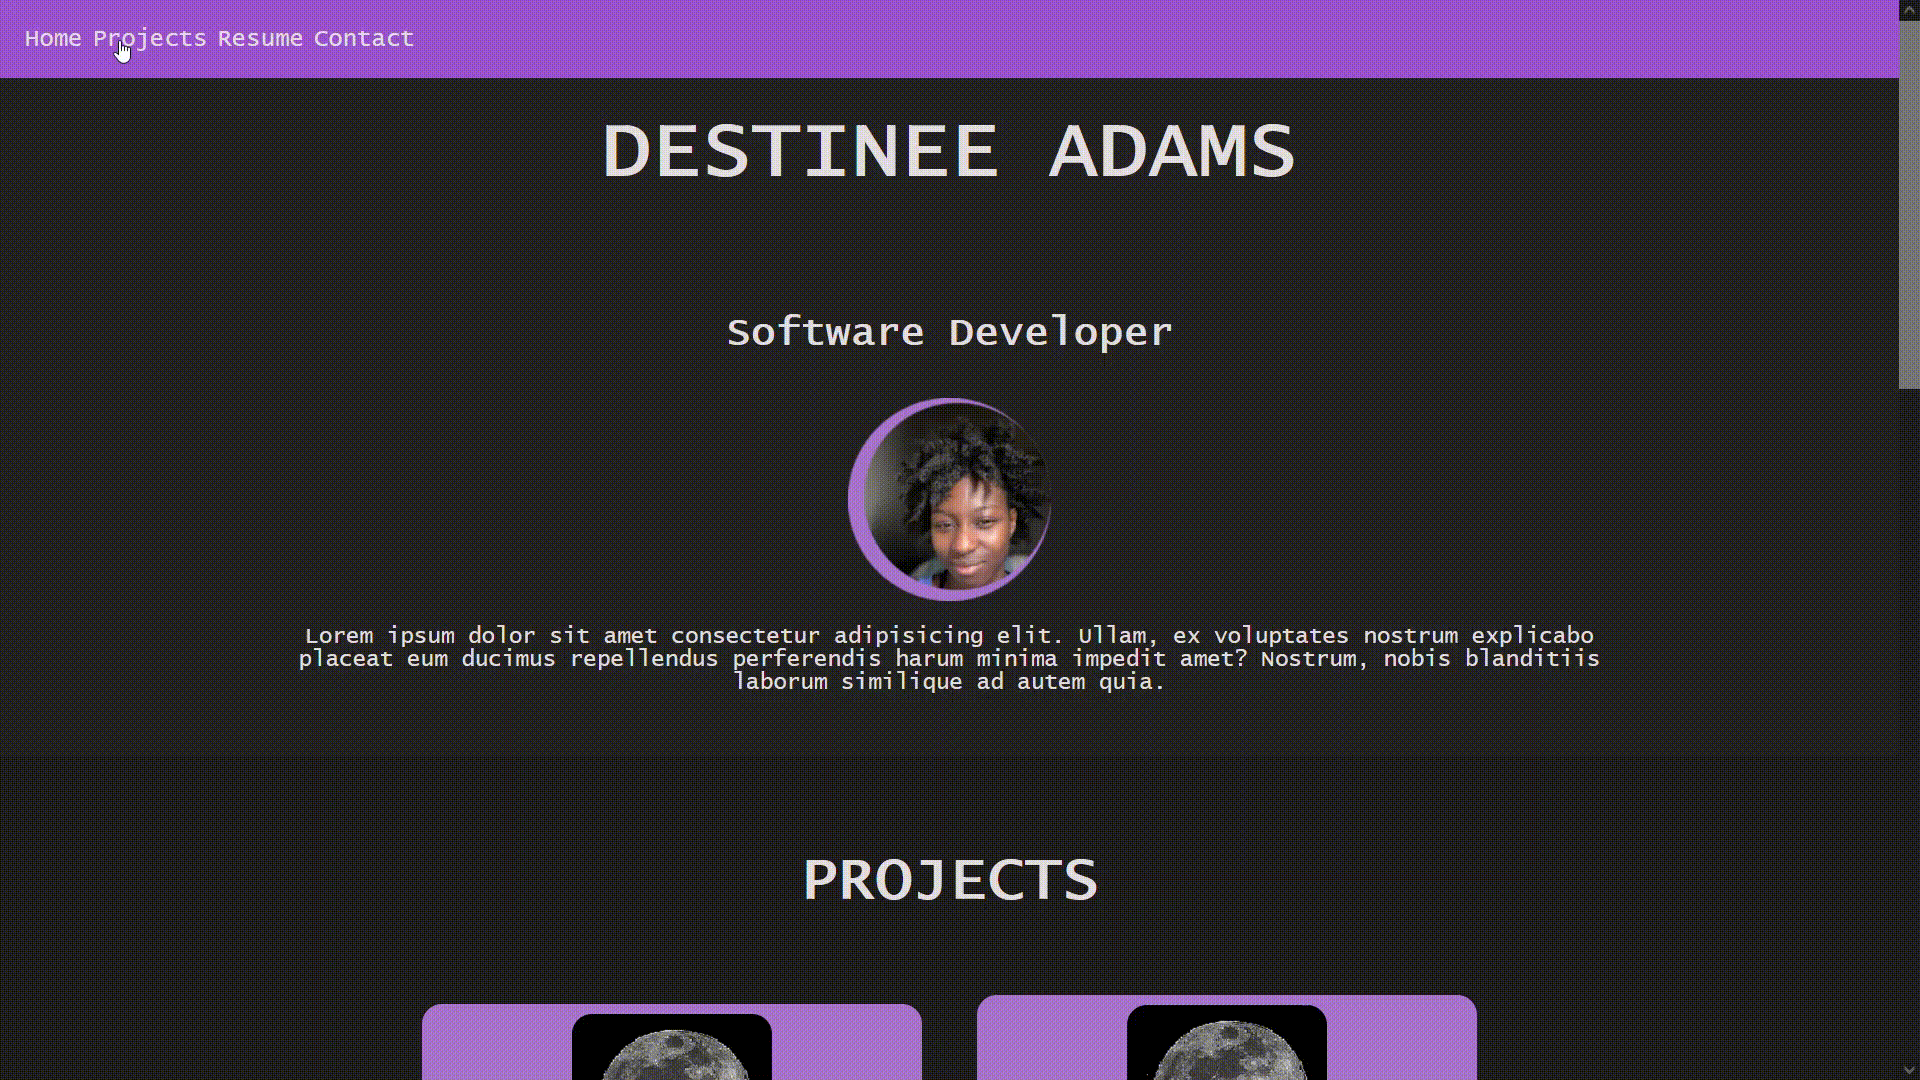 Home Projects Resume Contact
DESTINEE ADAMS
Software Developer
Lorem ipsum dolor sit amet consectetur adipisicing elit. Ullam, ex voluptates nostrum explicabo
placeat eum ducimus repellendus perferendis harum minima impedit amet? Nostrum, nobis blanditiis
laborum similique ad autem quia.
PROJECTS